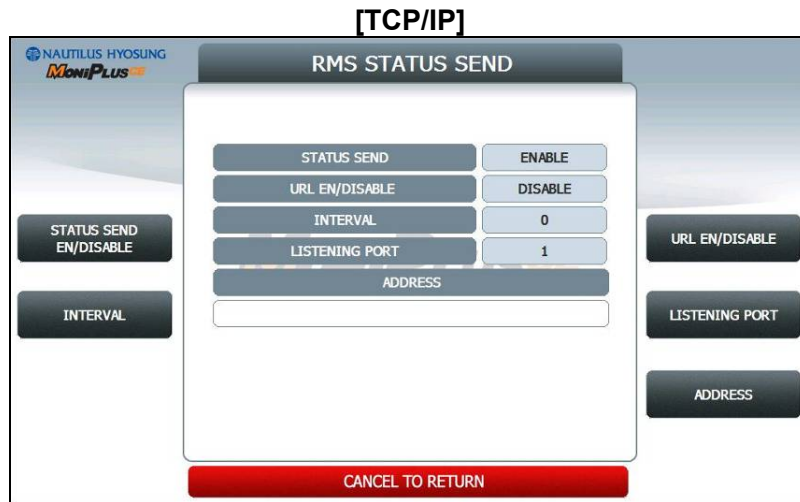 [TCP/IP]
NAUTILUS HYOSUNG
MoniPlus CE
RMS STATUS SEND
STATUS SEND ENABLE
URL EN/DISABLE DISABLE
INTERVAL 0
LISTENING PORT 1
ADDRESS
STATUS SEND
EN/DISABLE
INTERVAL
URL EN/DISABLE
LISTENING PORT
ADDRESS
CANCEL TO RETURN